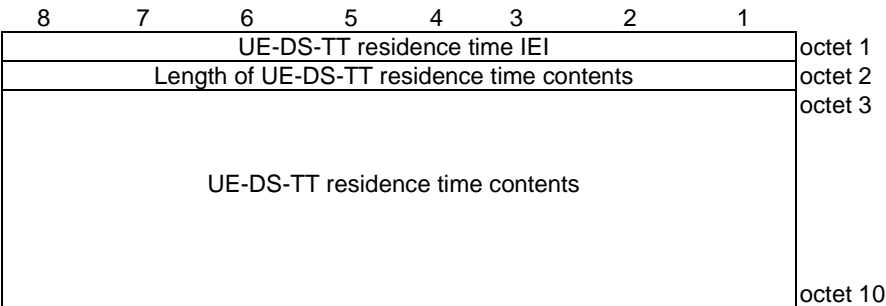 8 7 6 5 4 3 2 1
UE-DS-TT residence time IEI octet 1
Length of UE-DS-TT residence time contents octet 2
octet 3
UE-DS-TT residence time contents
octet 10